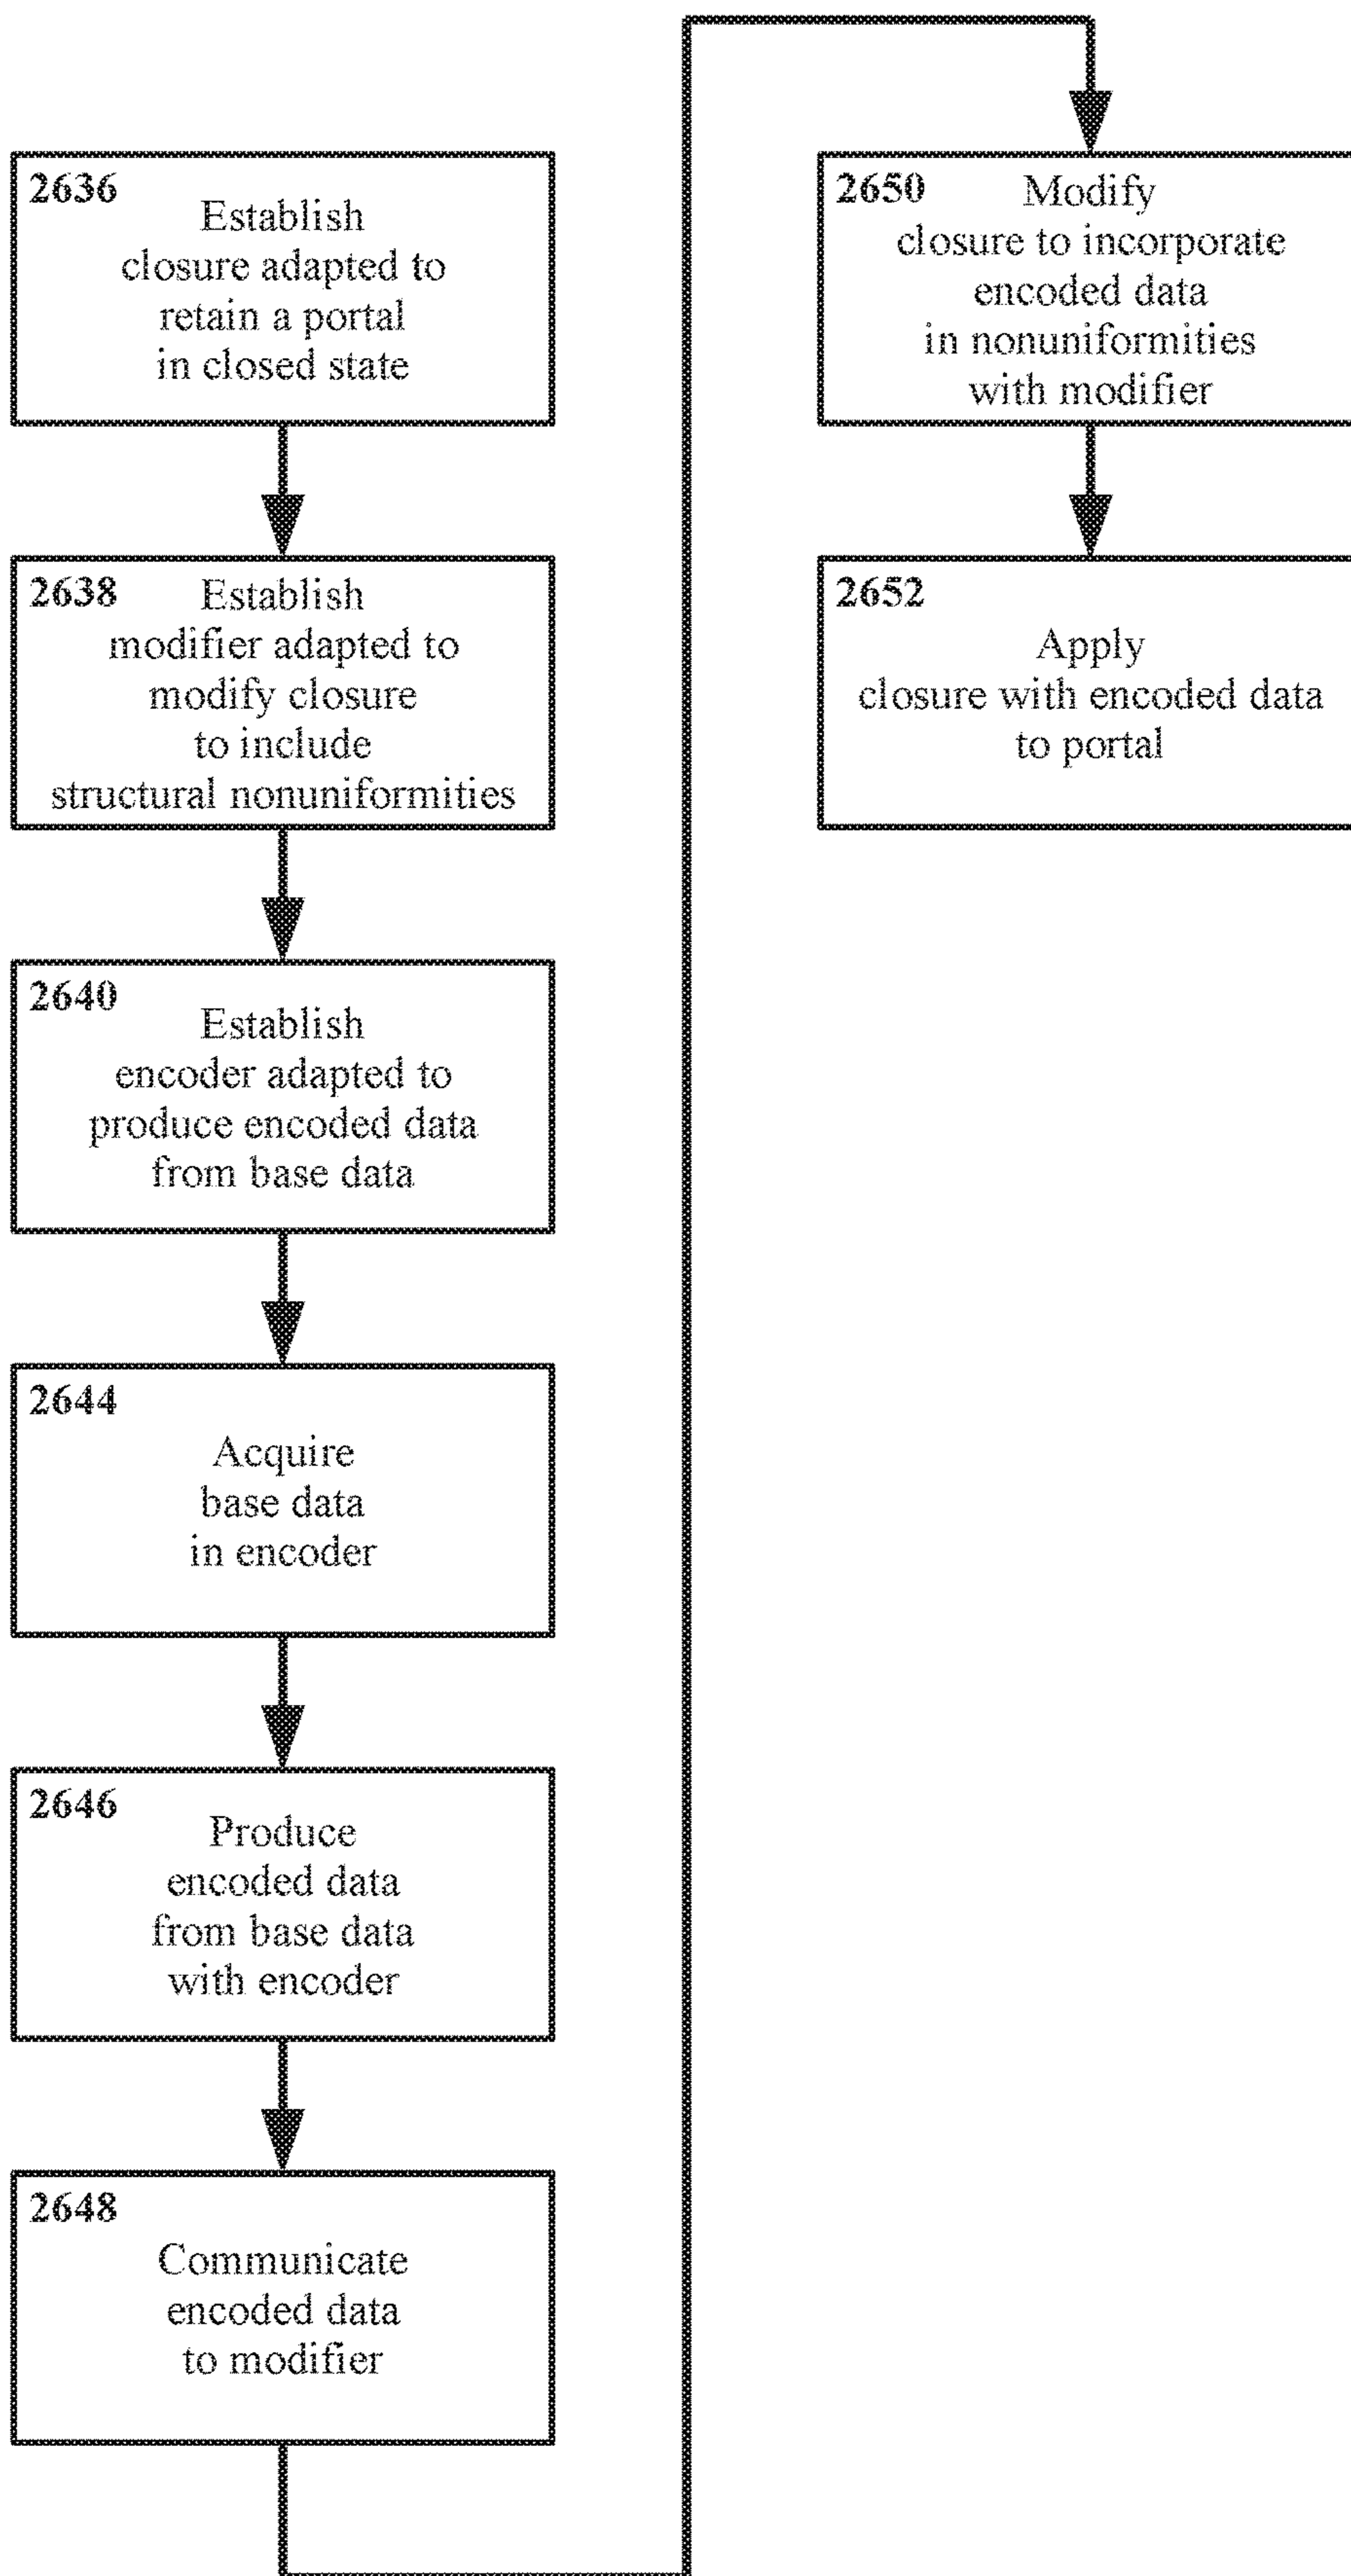 2636
Establish
closure adapted to
retain a portal
in closed state
2638
Establish
modifier adapted to
modify closure
to include
structural nonuniformities
2640
Establish
encoder adapted to
produce encoded data
from base data
2644
Acquire
base data
in encoder
2646
Produce
encoded data
from base data
with encoder
2648
Communicate
encoded data
to modifier
2650
Modify
closure to incorporate
encoded data
in nonuniformities
with modifier
2652
Apply
closure with encoded data
to portal